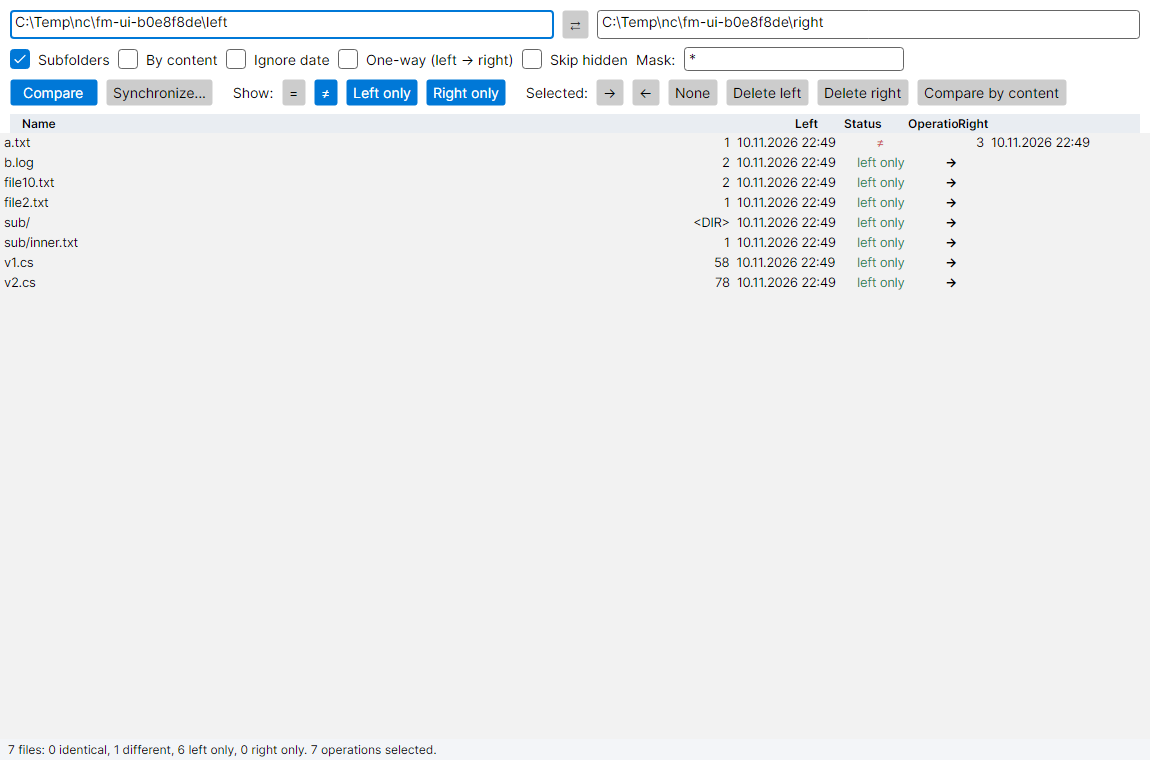 C:\Temp\nc\fm-ui-b0e8f8de\left ⇄ C:\Temp\nc\fm-ui-b0e8f8de\right
Subfolders By content Ignore date One-way (left → right) Skip hidden Mask: *
Compare Synchronize... Show: = ≠ Left only Right only Selected: → ← None Delete left Delete right Compare by content
Name Left Status OperatioRight
a.txt 1 10.11.2026 22:49 ≠ 3 10.11.2026 22:49
b.log 2 10.11.2026 22:49 left only →
file10.txt 2 10.11.2026 22:49 left only →
file2.txt 1 10.11.2026 22:49 left only →
sub/ <DIR> 10.11.2026 22:49 left only →
sub/inner.txt 1 10.11.2026 22:49 left only →
v1.cs 58 10.11.2026 22:49 left only →
v2.cs 78 10.11.2026 22:49 left only →
7 files: 0 identical, 1 different, 6 left only, 0 right only. 7 operations selected.